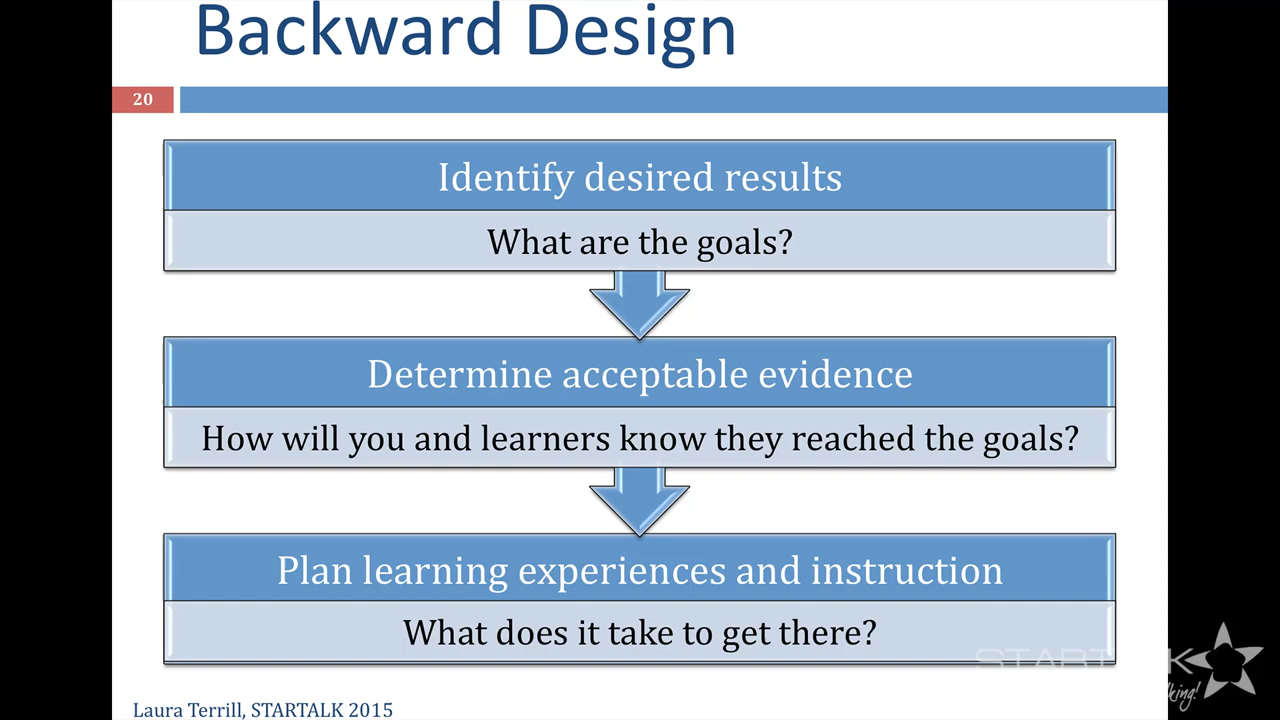 Backward Design
20
Identify desired results
What are the goals?
Determine acceptable evidence
How will you and learners know they reached the goals?
Plan learning experiences and instruction
What does it take to get there?
STARTALK
Laura Terrill, STARTALK 2015